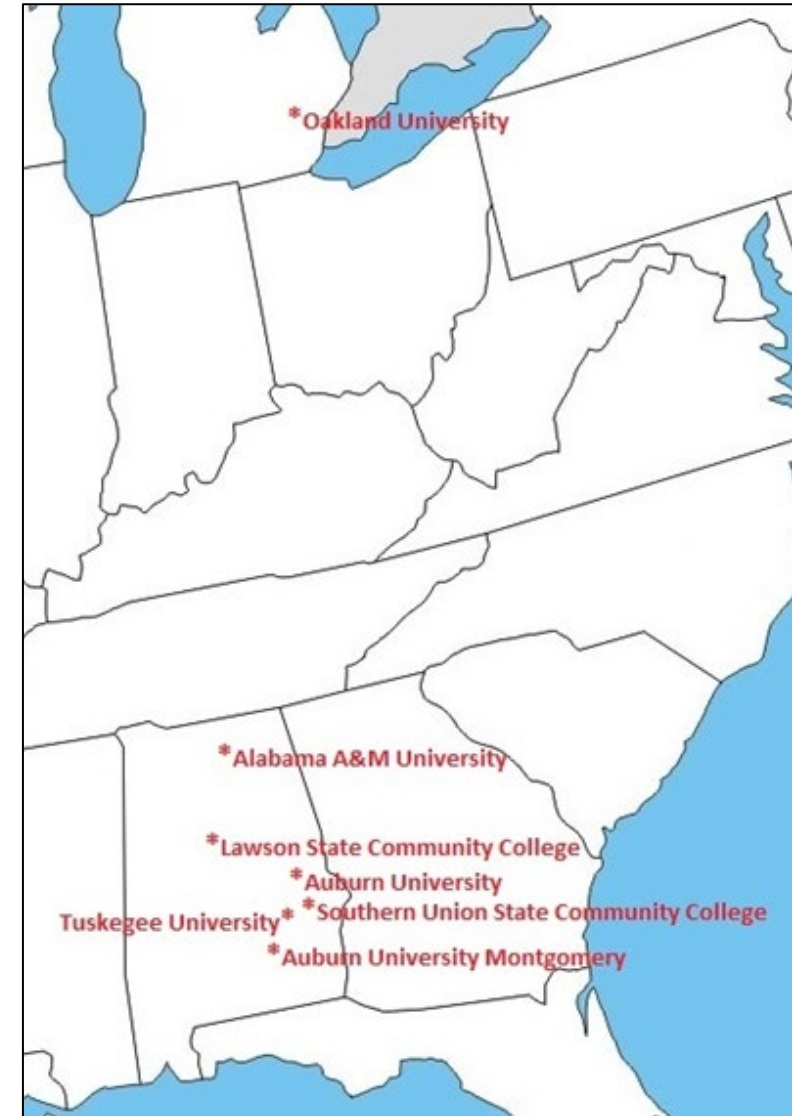 *Oakland University
*Alabama A&M University
*Lawson State Community College
*Auburn University
*Southern Union State Community College
Tuskegee University*
*Auburn University Montgomery